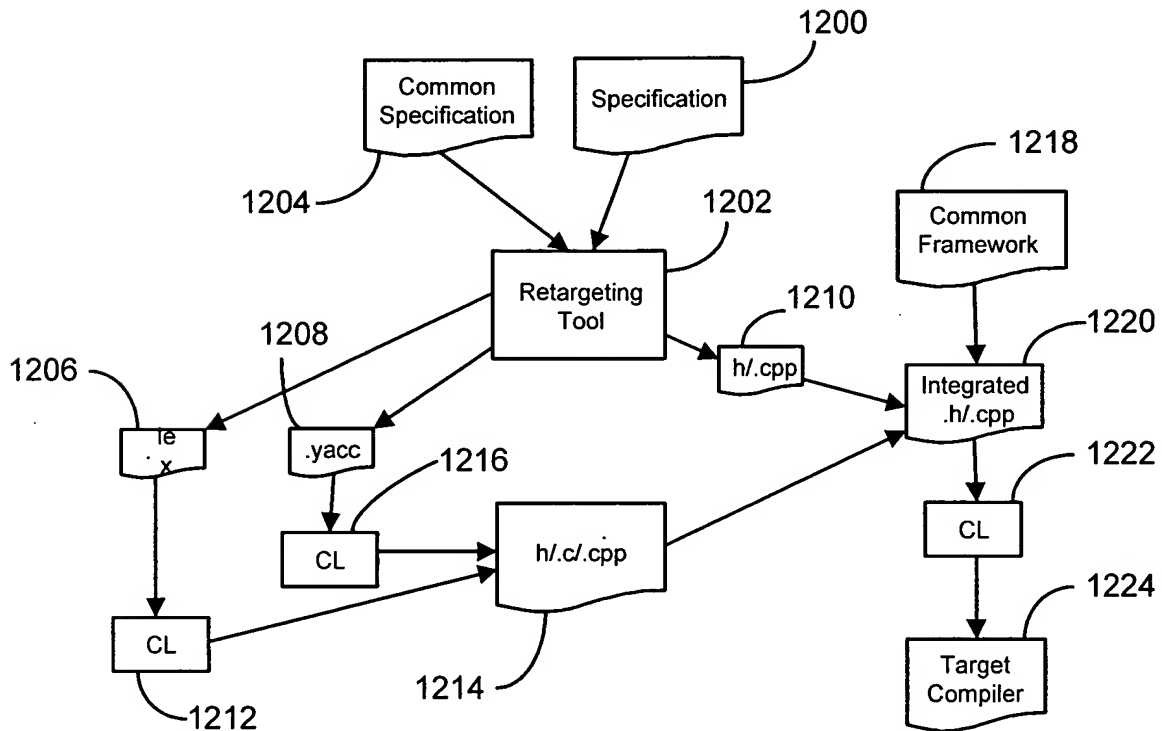 1200
Common
Specification
Specification
1218
1204
1202
Common
Framework
Retargeting
Tool
1210
1208
1220
1206
h/.cpp
Integrated
.h/.cpp
.le
x
.yacc
1216
1222
CL
h/.c/.cpp
CL
1224
CL
1214
Target
Compiler
1212